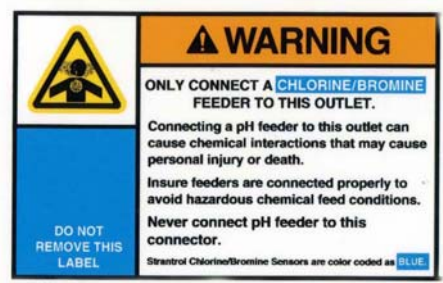 WARNING
ONLY CONNECT A CHLORINE/BROMINE
FEEDER TO THIS OUTLET.
Connecting a pH feeder to this outlet can
cause chemical interactions that may cause
personal injury or death.
Insure feeders are connected properly to
avoid hazardous chemical feed conditions.
Never connect pH feeder to this
connector.
Strantrol Chlorine/Bromine Sensors are color coded as BLUE.
DO NOT
REMOVE THIS
LABEL